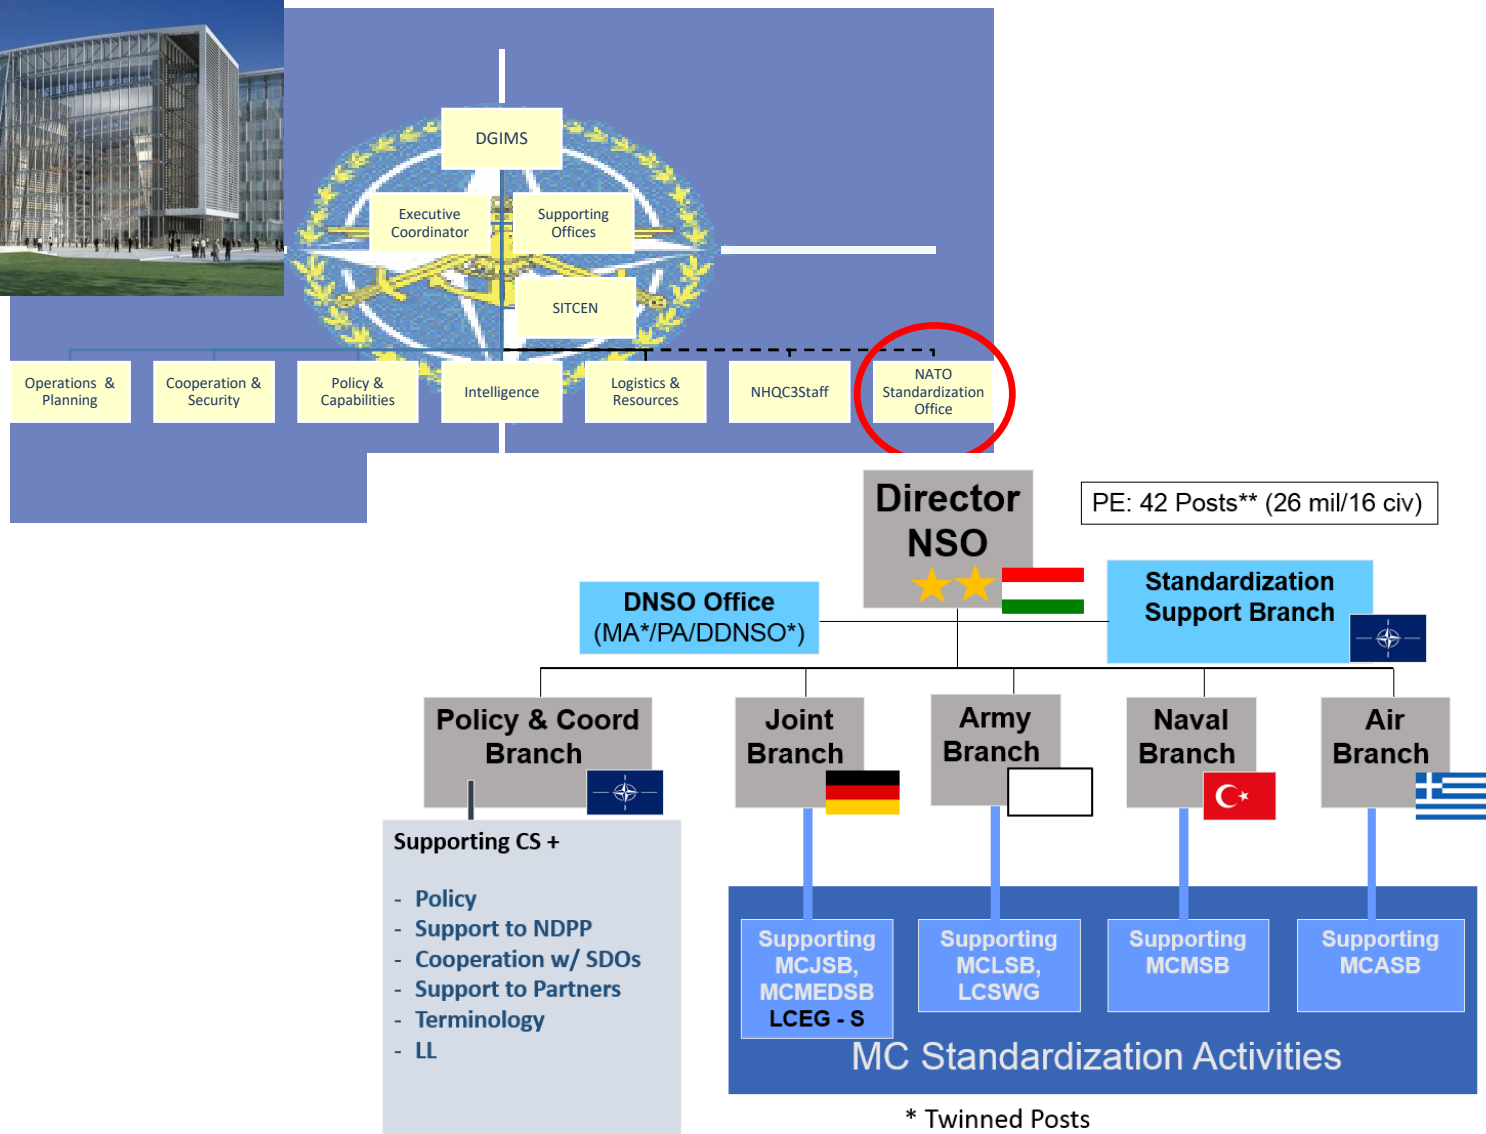 DGIMS
Executive
Coordinator
Supporting
Offices
SITCEN
Operations &
Planning
Cooperation &
Security
Policy &
Capabilities
Intelligence
Logistics &
Resources
NHQC3Staff
NATO
Standardization
Office
Director
NSO
PE: 42 Posts** (26 mil/16 civ)
DNSO Office
(MA*/PA/DDNSO*)
Standardization
Support Branch
Policy & Coord
Branch
Joint
Branch
Army
Branch
Naval
Branch
Air
Branch
Supporting CS +
- Policy
- Support to NDPP
- Cooperation w/ SDOs
- Support to Partners
- Terminology
- LL
Supporting
MCJSB,
MCMEDSB
LCEG - S
Supporting
MCLSB,
LCSWG
Supporting
MCMSB
Supporting
MCASB
MC Standardization Activities
* Twinned Posts